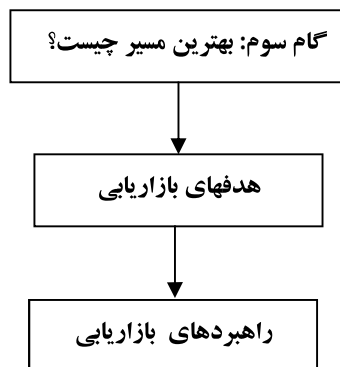 گام سوم: بهترین مسیر چیست؟
هدفهای بازاریابی
راهبردهای بازاریابی